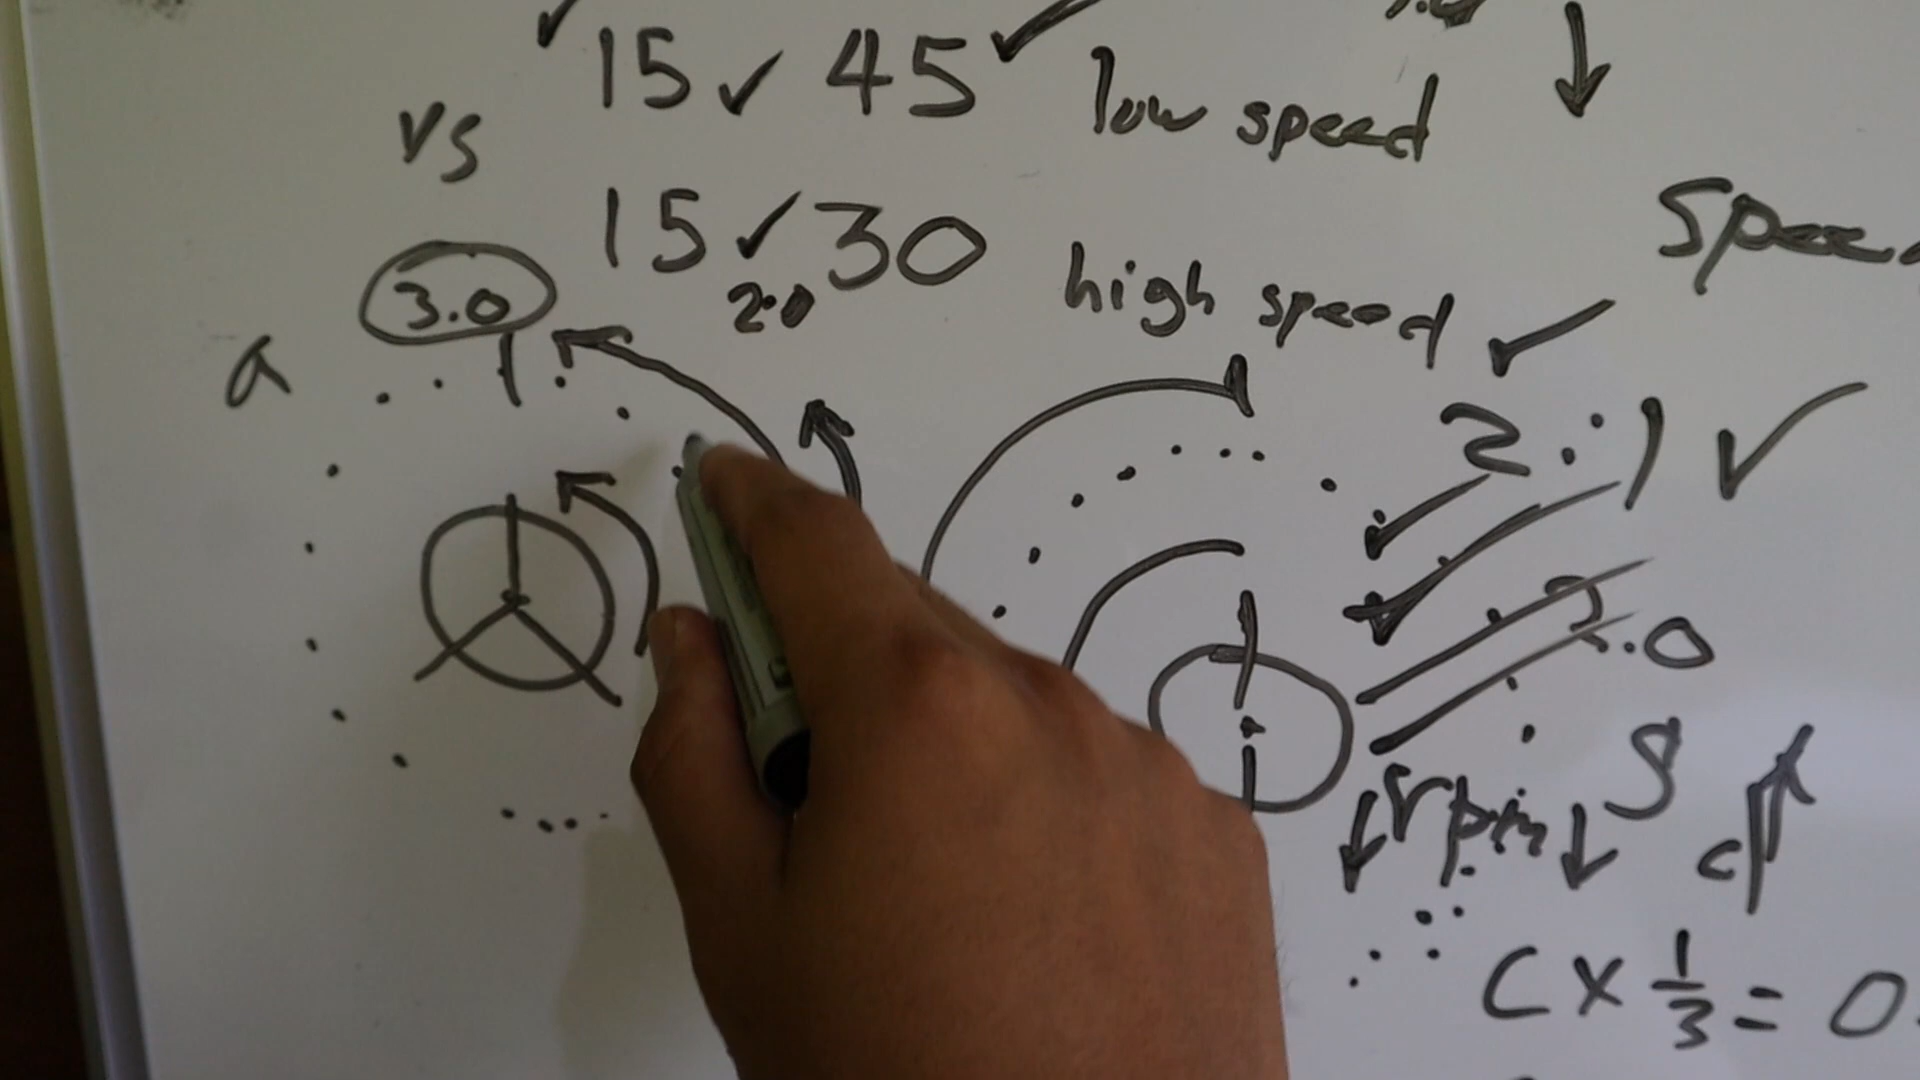 15 45 low speed
vs
15 30 high speed
3.0 2.0
a
2:1
2.0
rpm
C x 1/3 = 0